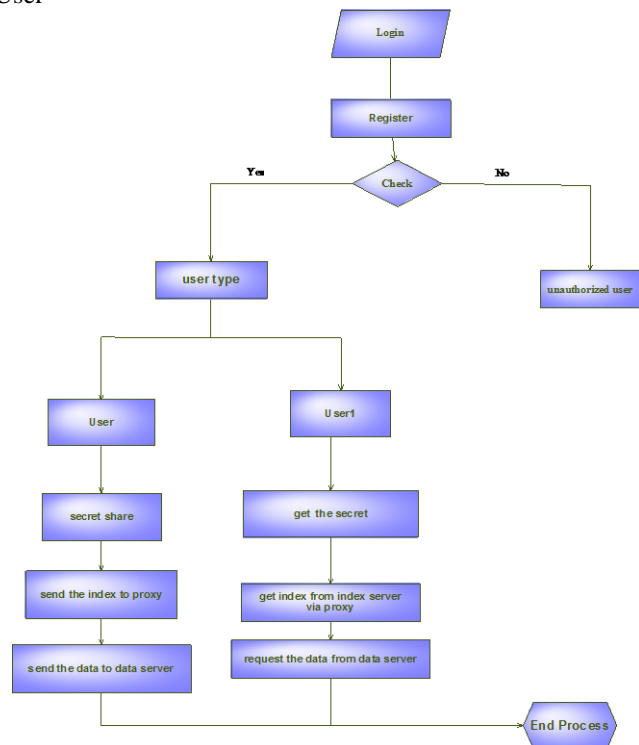 User
Login
Register
Check
Yes
No
user type
unauthorized user
User
User1
secret share
get the secret
send the index to proxy
get index from index server
via proxy
send the data to data server
request the data from data server
End Process